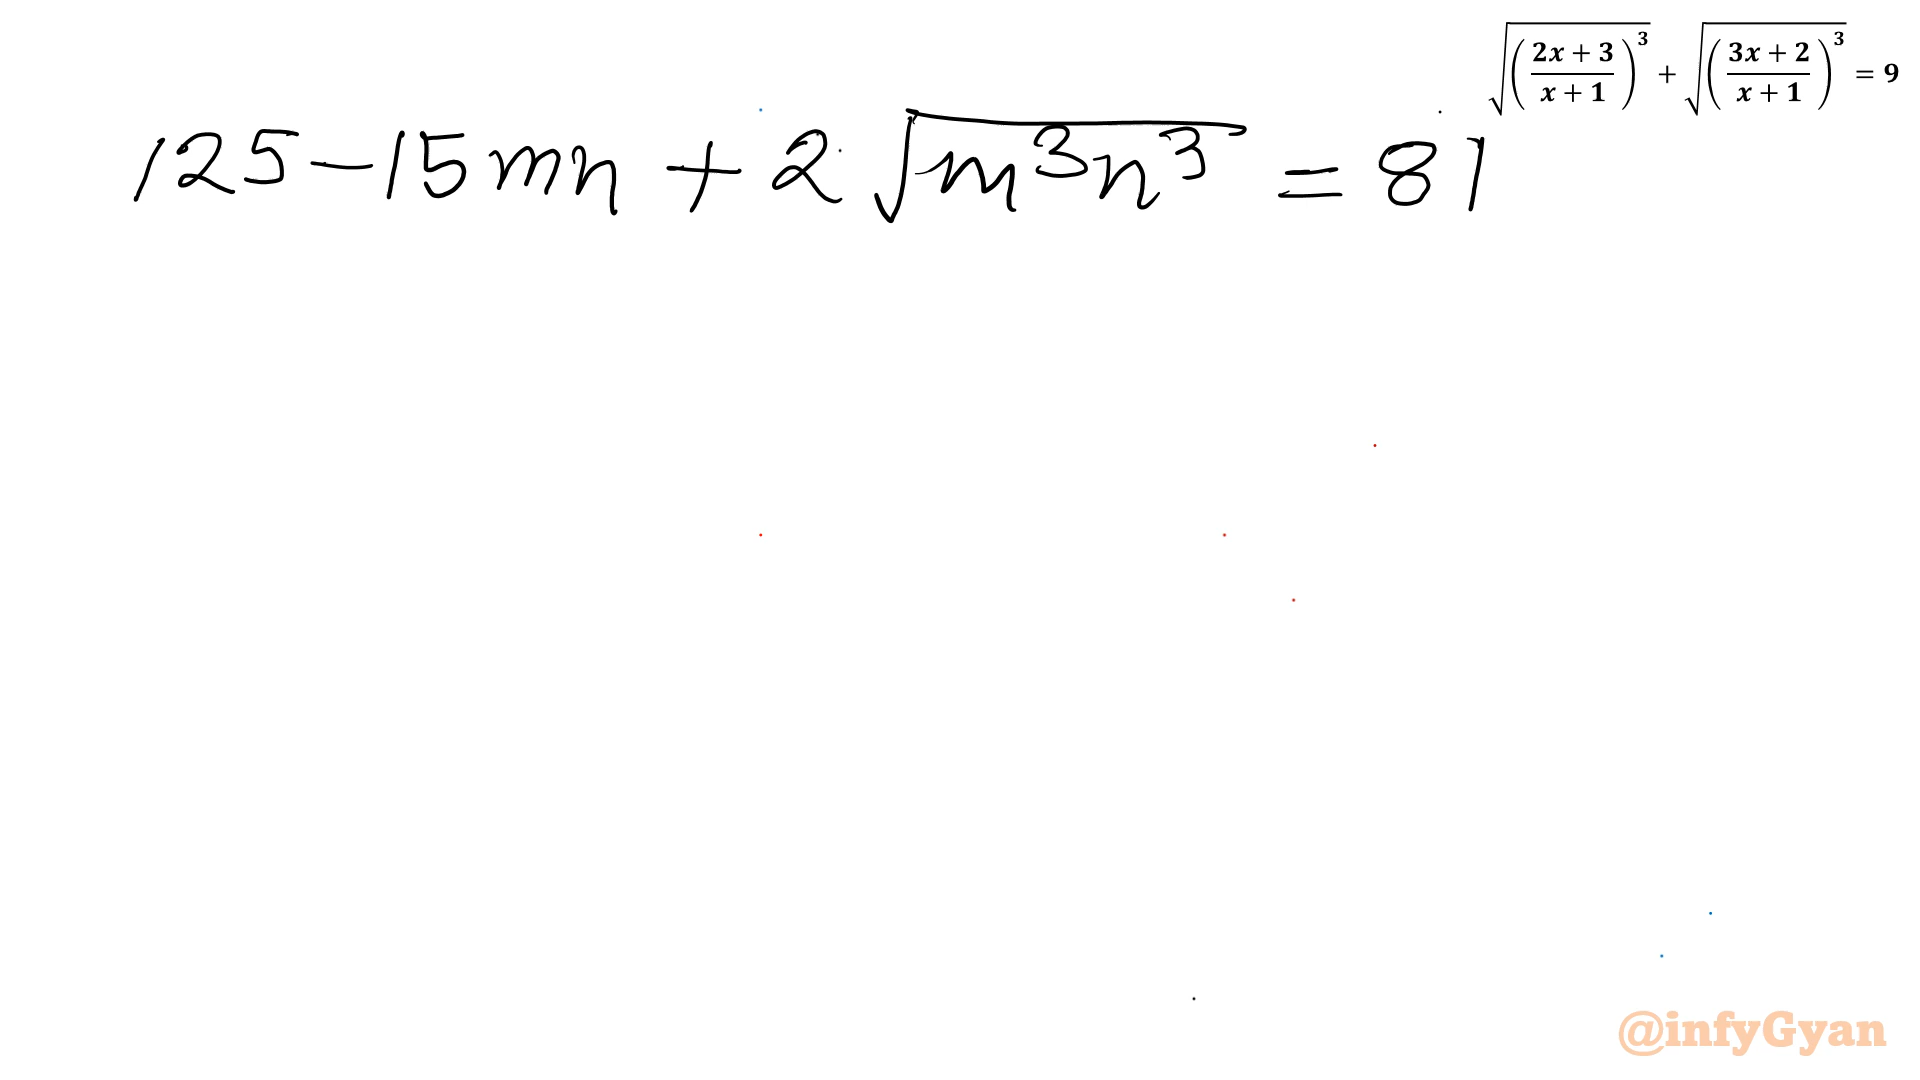 √((2x + 3)/(x + 1))³ + √((3x + 2)/(x + 1))³ = 9
125 - 15mn + 2√m³n³ = 81
@infyGyan